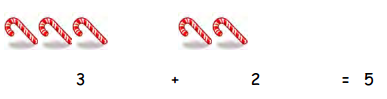 3 + 2 = 5